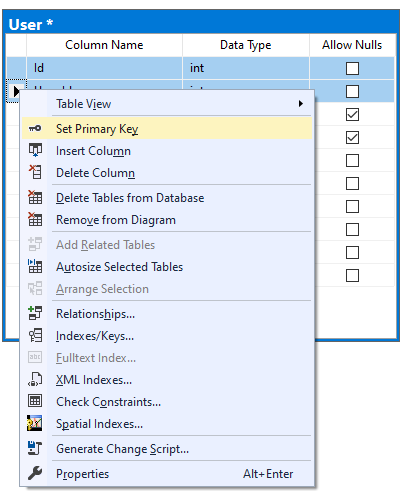 User *
Column Name Data Type Allow Nulls
Id int
Table View
Set Primary Key
Insert Column
Delete Column
Delete Tables from Database
Remove from Diagram
Add Related Tables
Autosize Selected Tables
Arrange Selection
Relationships...
Indexes/Keys...
Fulltext Index...
XML Indexes...
Check Constraints...
Spatial Indexes...
Generate Change Script...
Properties Alt+Enter